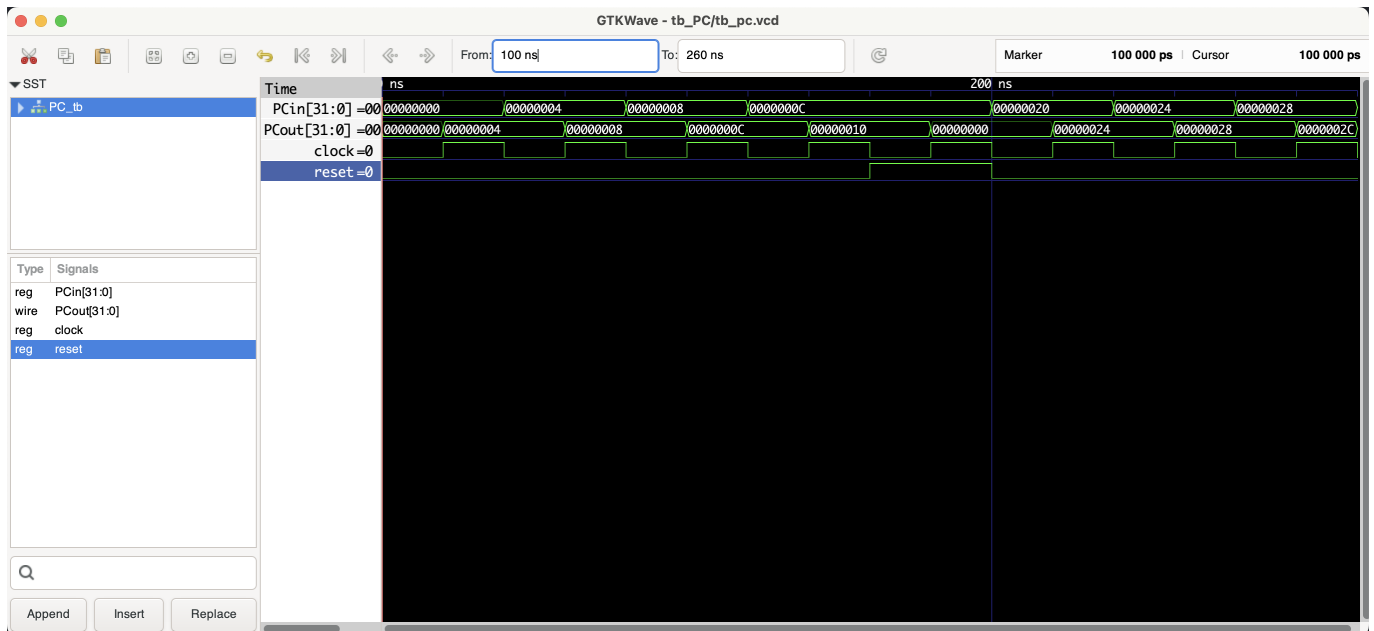 GTKWave - tb_PC/tb_pc.vcd
From: 100 ns To: 260 ns Marker 100 000 ps | Cursor 100 000 ps
SST
PC_tb
Type Signals
reg PCin[31:0]
wire PCout[31:0]
reg clock
reg reset
Append Insert Replace
Time
PCin[31:0] =00
PCout[31:0] =00
clock =0
reset =0
ns 200 ns
00000000 00000004 00000008 0000000C 00000020 00000024 00000028
00000000 00000004 00000008 0000000C 00000010 00000000 00000024 00000028 0000002C